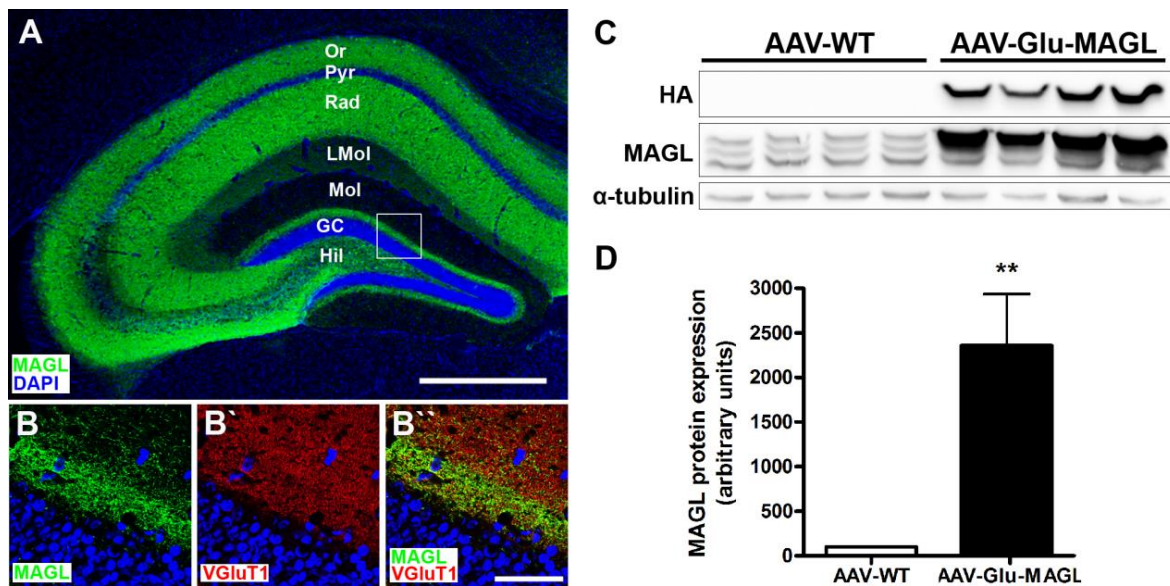 A
Or
Pyr
Rad
LMol
Mol
GC
Hil
MAGL
DAPI
B
MAGL
B`
VGluT1
B``
MAGL
VGluT1
C
AAV-WT AAV-Glu-MAGL
HA
MAGL
α-tubulin
D
MAGL protein expression
(arbitrary units)
**
3000
2500
2000
1500
1000
500
0
AAV-WT AAV-Glu-MAGL